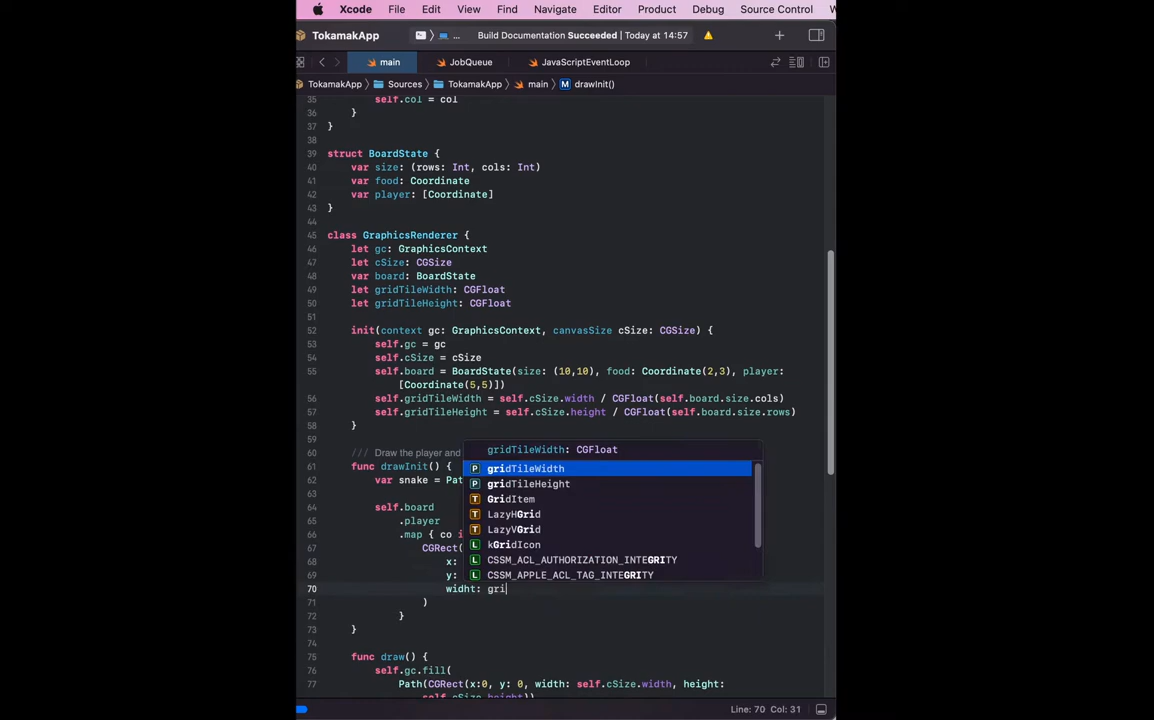 Xcode File Edit View Find Navigate Editor Product Debug Source Control
TokamakApp ... Build Documentation Succeeded | Today at 14:57
main JobQueue JavaScriptEventLoop
TokamakApp Sources TokamakApp main M drawInit()
35 self.col = col
36 }
37 }
38
39 struct BoardState {
40 var size: (rows: Int, cols: Int)
41 var food: Coordinate
42 var player: [Coordinate]
43 }
44
45 class GraphicsRenderer {
46 let gc: GraphicsContext
47 let cSize: CGSize
48 var board: BoardState
49 let gridTileWidth: CGFloat
50 let gridTileHeight: CGFloat
51
52 init(context gc: GraphicsContext, canvasSize cSize: CGSize) {
53 self.gc = gc
54 self.cSize = cSize
55 self.board = BoardState(size: (10,10), food: Coordinate(2,3), player:
[Coordinate(5,5)])
56 self.gridTileWidth = self.cSize.width / CGFloat(self.board.size.cols)
57 self.gridTileHeight = self.cSize.height / CGFloat(self.board.size.rows)
58 }
59
gridTileWidth: CGFloat
60 /// Draw the player and
61 func drawInit() {
P gridTileWidth
62 var snake = Pat
P gridTileHeight
63
T GridItem
64 self.board
T LazyHGrid
65 .player
T LazyVGrid
66 .map { co i
L kGridIcon
67 CGRect(
L CSSM_ACL_AUTHORIZATION_INTEGRITY
68 x:
L CSSM_APPLE_ACL_TAG_INTEGRITY
69 y:
70 widht: gri
71 )
72 }
73 }
74
75 func draw() {
76 self.gc.fill(
77 Path(CGRect(x:0, y: 0, width: self.cSize.width, height:
self.cSize.height))
Line: 70 Col: 31